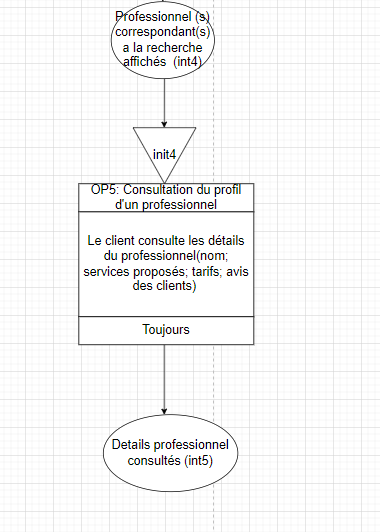 Professionnel (s)
correspondant(s)
a la recherche
affichés (int4)
init4
OP5: Consultation du profil
d'un professionnel
Le client consulte les détails
du professionnel(nom;
services proposés; tarifs; avis
des clients)
Toujours
Details professionnel
consultés (int5)